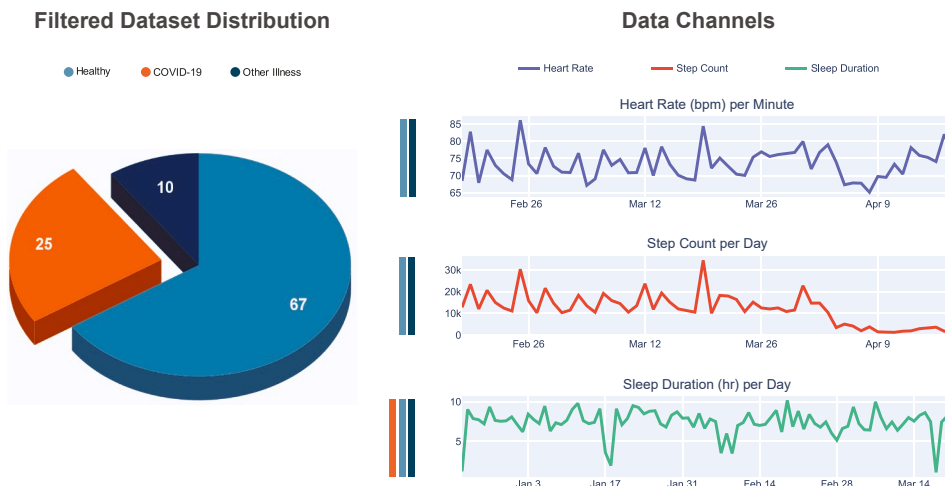 Filtered Dataset Distribution
Healthy COVID-19 Other Illness
10
25
67
Data Channels
Heart Rate Step Count Sleep Duration
Heart Rate (bpm) per Minute
85
80
75
70
65
Feb 26 Mar 12 Mar 26 Apr 9
Step Count per Day
30k
20k
10k
0
Feb 26 Mar 12 Mar 26 Apr 9
Sleep Duration (hr) per Day
10
5
Jan 3 Jan 17 Jan 31 Feb 14 Feb 28 Mar 14